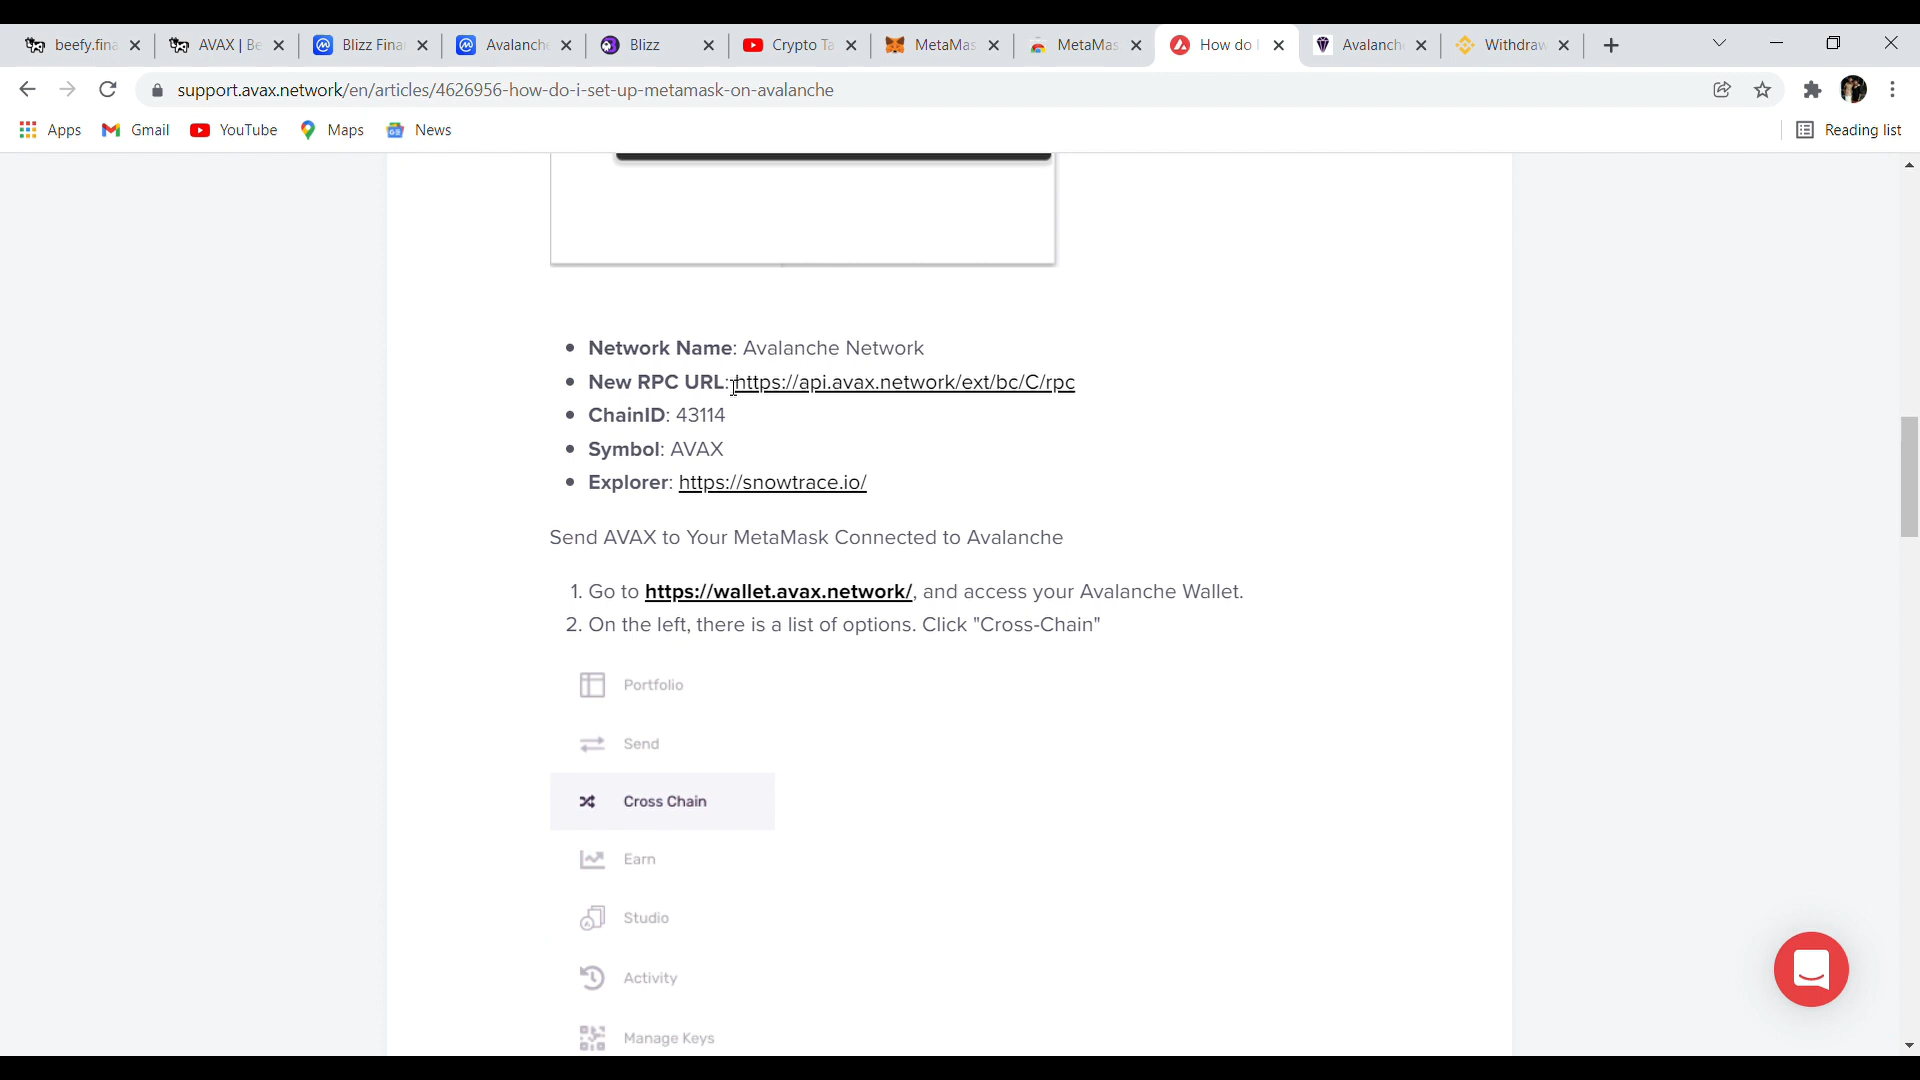 beefy.fina
AVAX | Be
Blizz Fina
Avalanche
Blizz
Crypto Ta
MetaMas
MetaMas
How do I
Avalanch
Withdraw
support.avax.network/en/articles/4626956-how-do-i-set-up-metamask-on-avalanche
Apps
Gmail
YouTube
Maps
News
Reading list
• Network Name: Avalanche Network
• New RPC URL: https://api.avax.network/ext/bc/C/rpc
• ChainID: 43114
• Symbol: AVAX
• Explorer: https://snowtrace.io/
Send AVAX to Your MetaMask Connected to Avalanche
1. Go to https://wallet.avax.network/, and access your Avalanche Wallet.
2. On the left, there is a list of options. Click "Cross-Chain"
Portfolio
Send
Cross Chain
Earn
Studio
Activity
Manage Keys